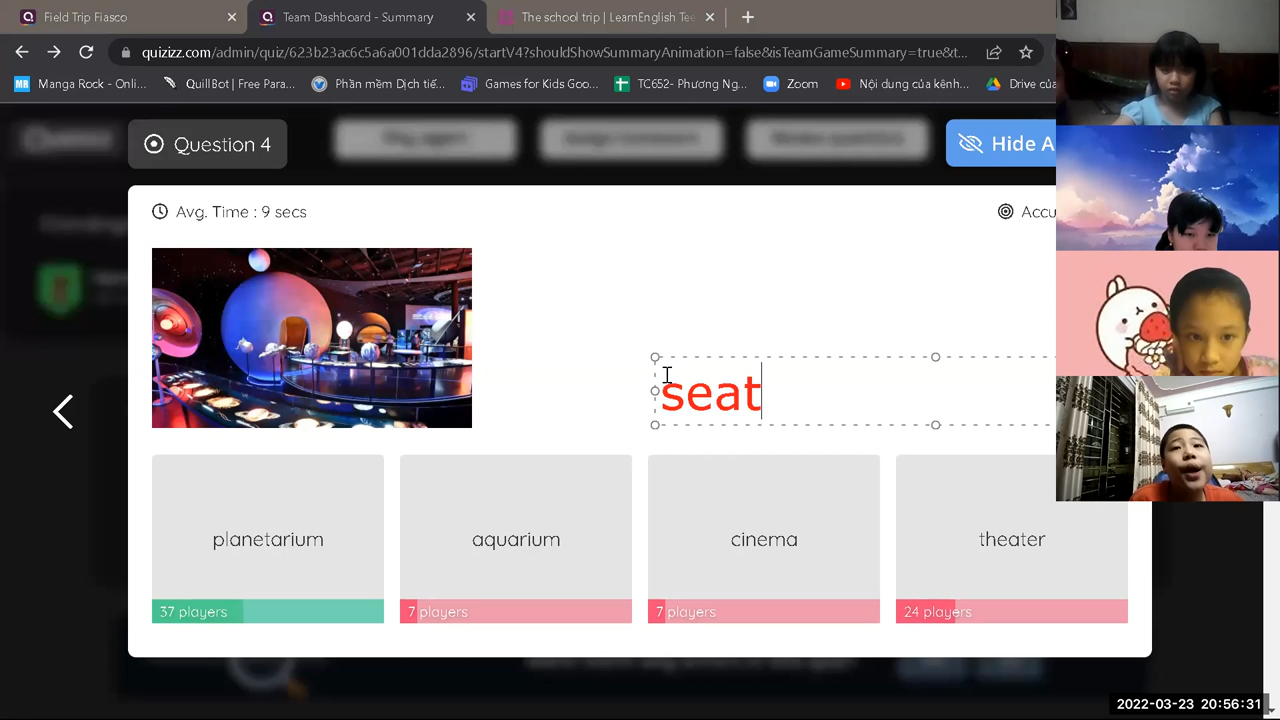 Field Trip Fiasco
Team Dashboard - Summary
The school trip | LearnEnglish Tee
quizizz.com/admin/quiz/623b23ac6c5a6a001dda2896/startV4?shouldShowSummaryAnimation=false&isTeamGameSummary=true&t...
MR Manga Rock - Onli...
QuillBot | Free Para...
Phần mềm Dịch tiế...
Games for Kids Goo...
TC652- Phương Ng...
Zoom
Nội dung của kênh...
Drive của
Question 4
Hide A
Avg. Time : 9 secs
Accu
seat
planetarium
aquarium
cinema
theater
37 players
7 players
7 players
24 players
2022-03-23 20:56:31